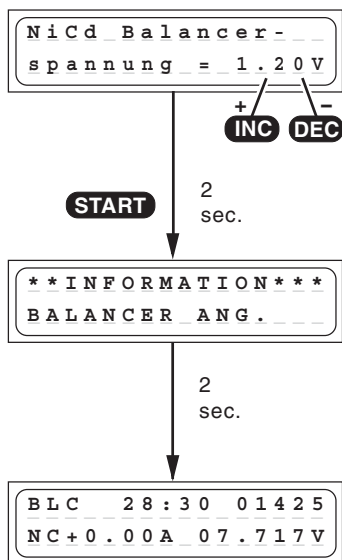 NiCd Balancer-
spannung = 1.20V
+ −
INC DEC
START
2
sec.
**INFORMATION***
BALANCER ANG.
2
sec.
BLC 28:30 01425
NC+0.00A 07.717V